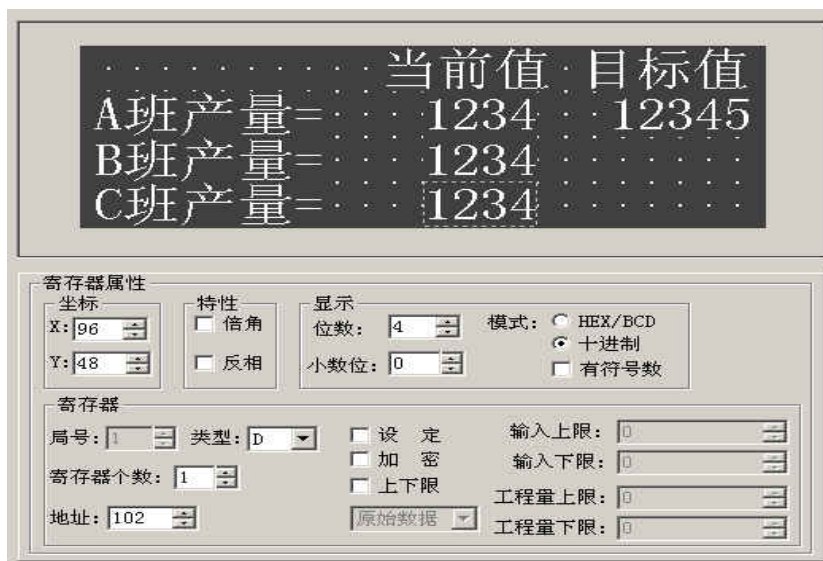 当前值 目标值
A班产量= 1234 12345
B班产量= 1234
C班产量= 1234
寄存器属性
坐标 特性 显示
X: 96 倍角 位数: 4 模式: HEX/BCD
十进制
Y: 48 反相 小数位: 0 有符号数
寄存器
局号: 1 类型: D 设 定 输入上限: 0
加 密 输入下限: 0
寄存器个数: 1 上下限 工程量上限: 0
地址: 102 原始数据 工程量下限: 0